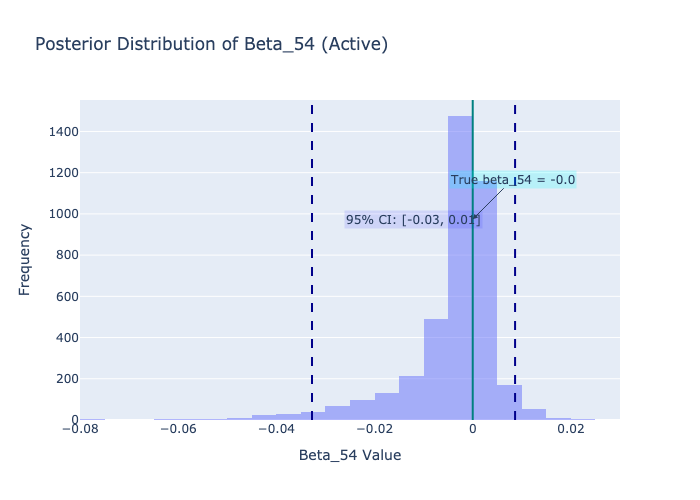 Posterior Distribution of Beta_54 (Active)
1400
1200
True beta_54 = -0.0
1000
95% CI: [-0.03, 0.01]
800
600
400
200
0
Frequency
−0.08
−0.06
−0.04
−0.02
0
0.02
Beta_54 Value